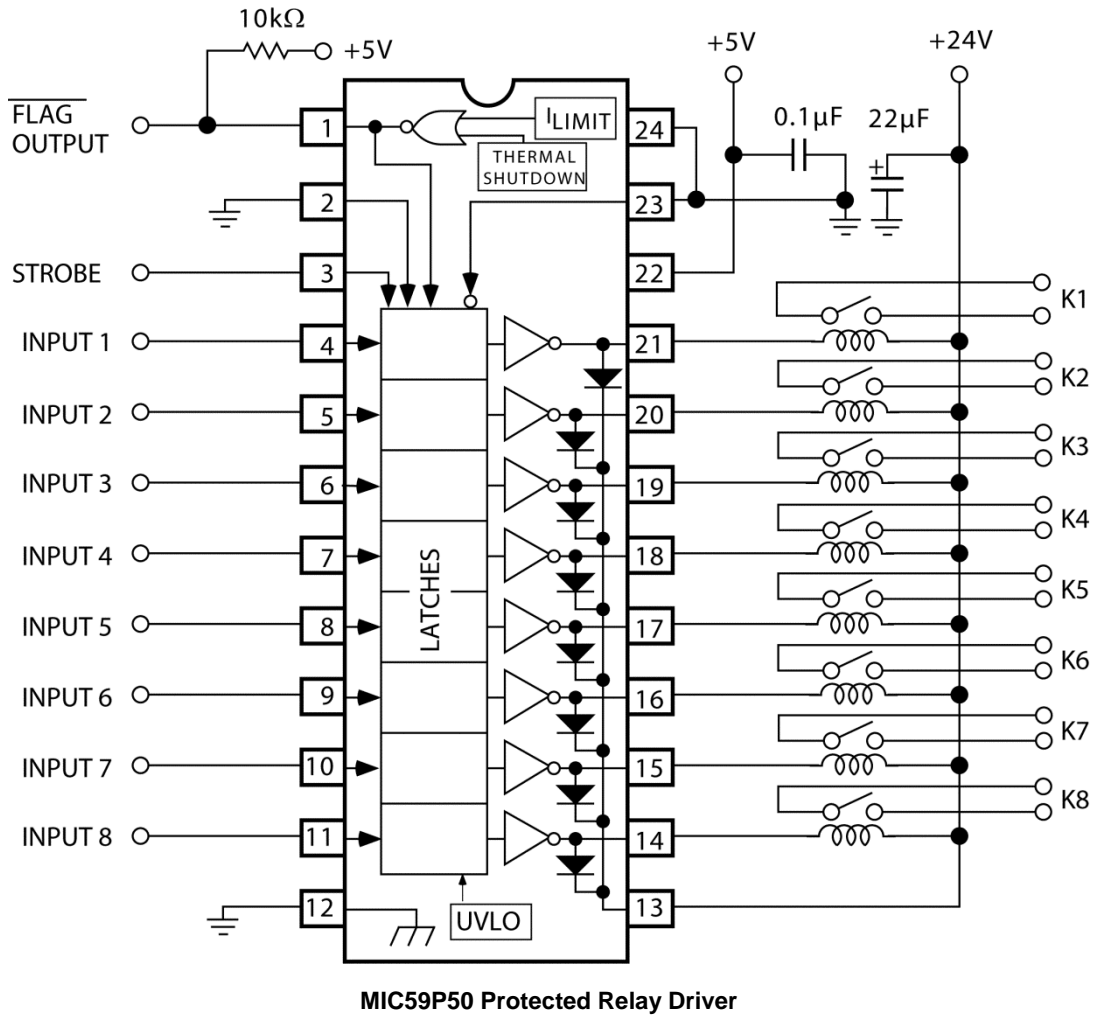 10kΩ
+5V
+5V
+24V
FLAG
OUTPUT
1
ILIMIT
THERMAL
SHUTDOWN
24
0.1µF
22µF
+
2
23
STROBE
3
22
K1
INPUT 1
4
21
K2
INPUT 2
5
20
K3
INPUT 3
6
19
K4
INPUT 4
7
LATCHES
18
K5
INPUT 5
8
17
K6
INPUT 6
9
16
K7
INPUT 7
10
15
K8
INPUT 8
11
14
12
UVLO
13
MIC59P50 Protected Relay Driver